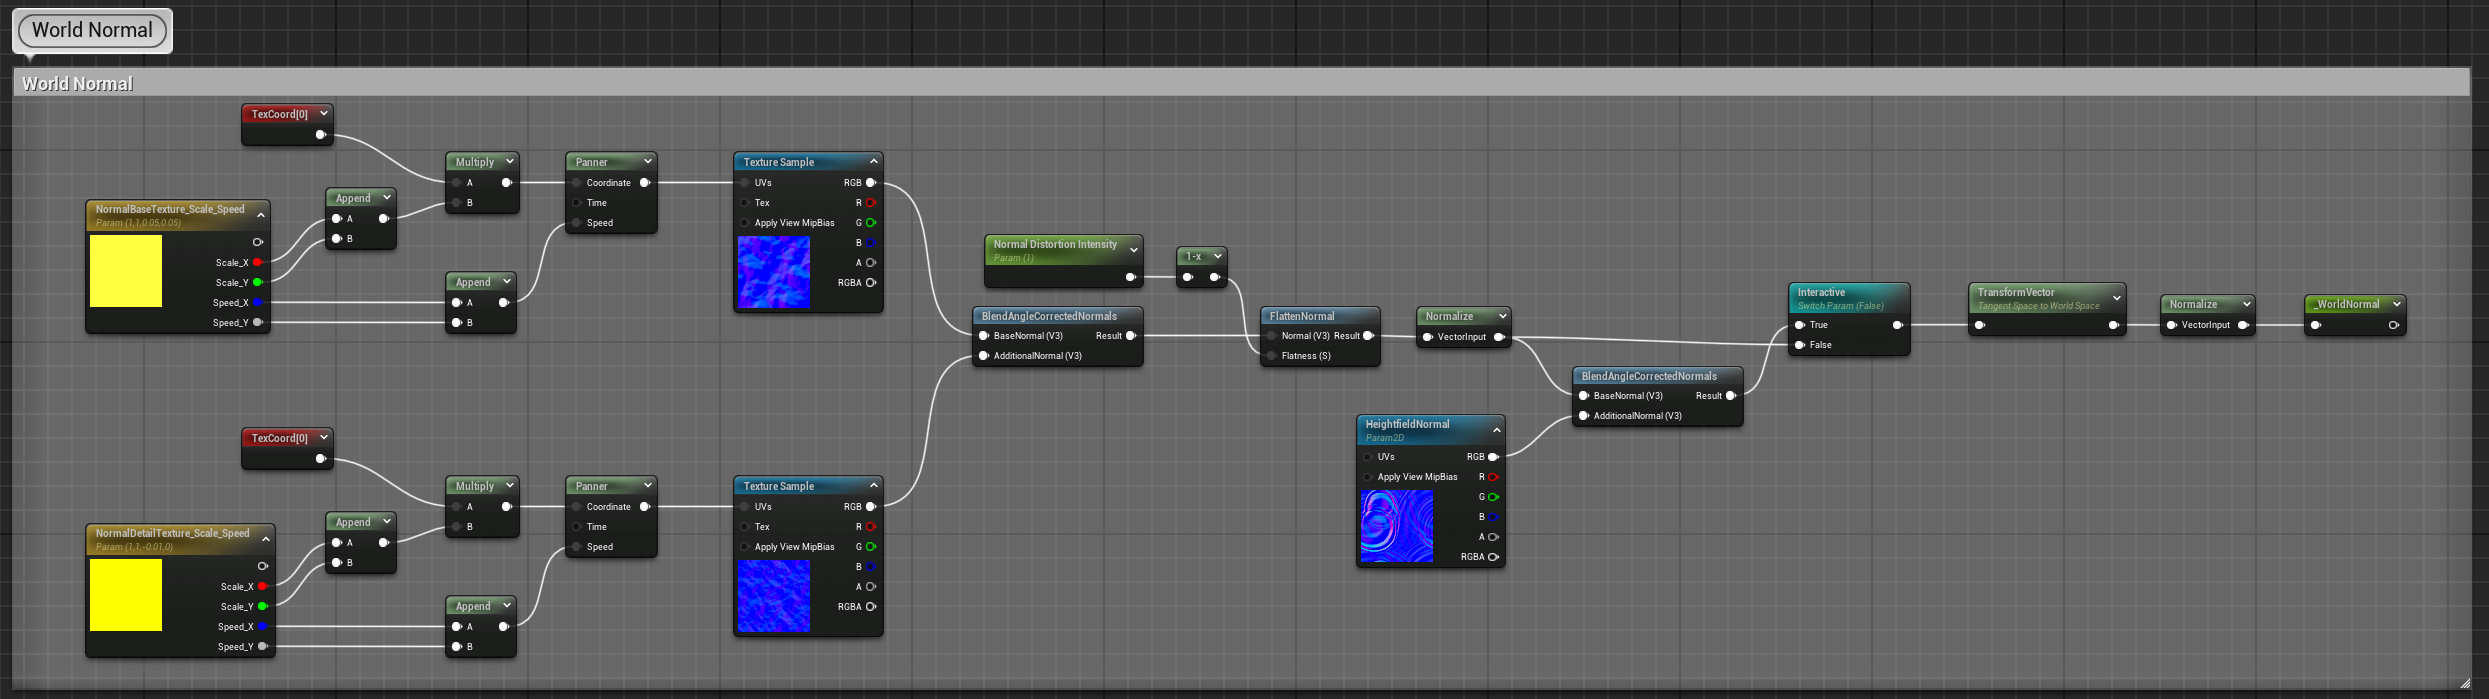 World Normal
World Normal
TexCoord[0]
NormalBaseTexture_Scale_Speed
Param (1,1,0.05,0.05)
Scale_X
Scale_Y
Speed_X
Speed_Y
Append
A
B
Multiply
A
B
Append
A
B
Panner
Coordinate
Time
Speed
Texture Sample
UVs RGB
Tex R
Apply View MipBias G
B
A
RGBA
TexCoord[0]
NormalDetailTexture_Scale_Speed
Param (1,1,-0.01,0)
Scale_X
Scale_Y
Speed_X
Speed_Y
Append
A
B
Multiply
A
B
Append
A
B
Panner
Coordinate
Time
Speed
Texture Sample
UVs RGB
Tex R
Apply View MipBias G
B
A
RGBA
BlendAngleCorrectedNormals
BaseNormal (V3) Result
AdditionalNormal (V3)
Normal Distortion Intensity
Param (1)
1-x
FlattenNormal
Normal (V3) Result
Flatness (S)
Normalize
VectorInput
HeightfieldNormal
Param2D
UVs RGB
Apply View MipBias R
G
B
A
RGBA
BlendAngleCorrectedNormals
BaseNormal (V3) Result
AdditionalNormal (V3)
Interactive
Switch Param (False)
True
False
TransformVector
Tangent Space to World Space
Normalize
VectorInput
_WorldNormal